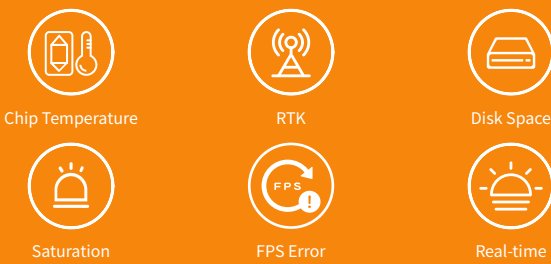 Chip Temperature
RTK
Disk Space
FPS
Saturation
FPS Error
Real-time